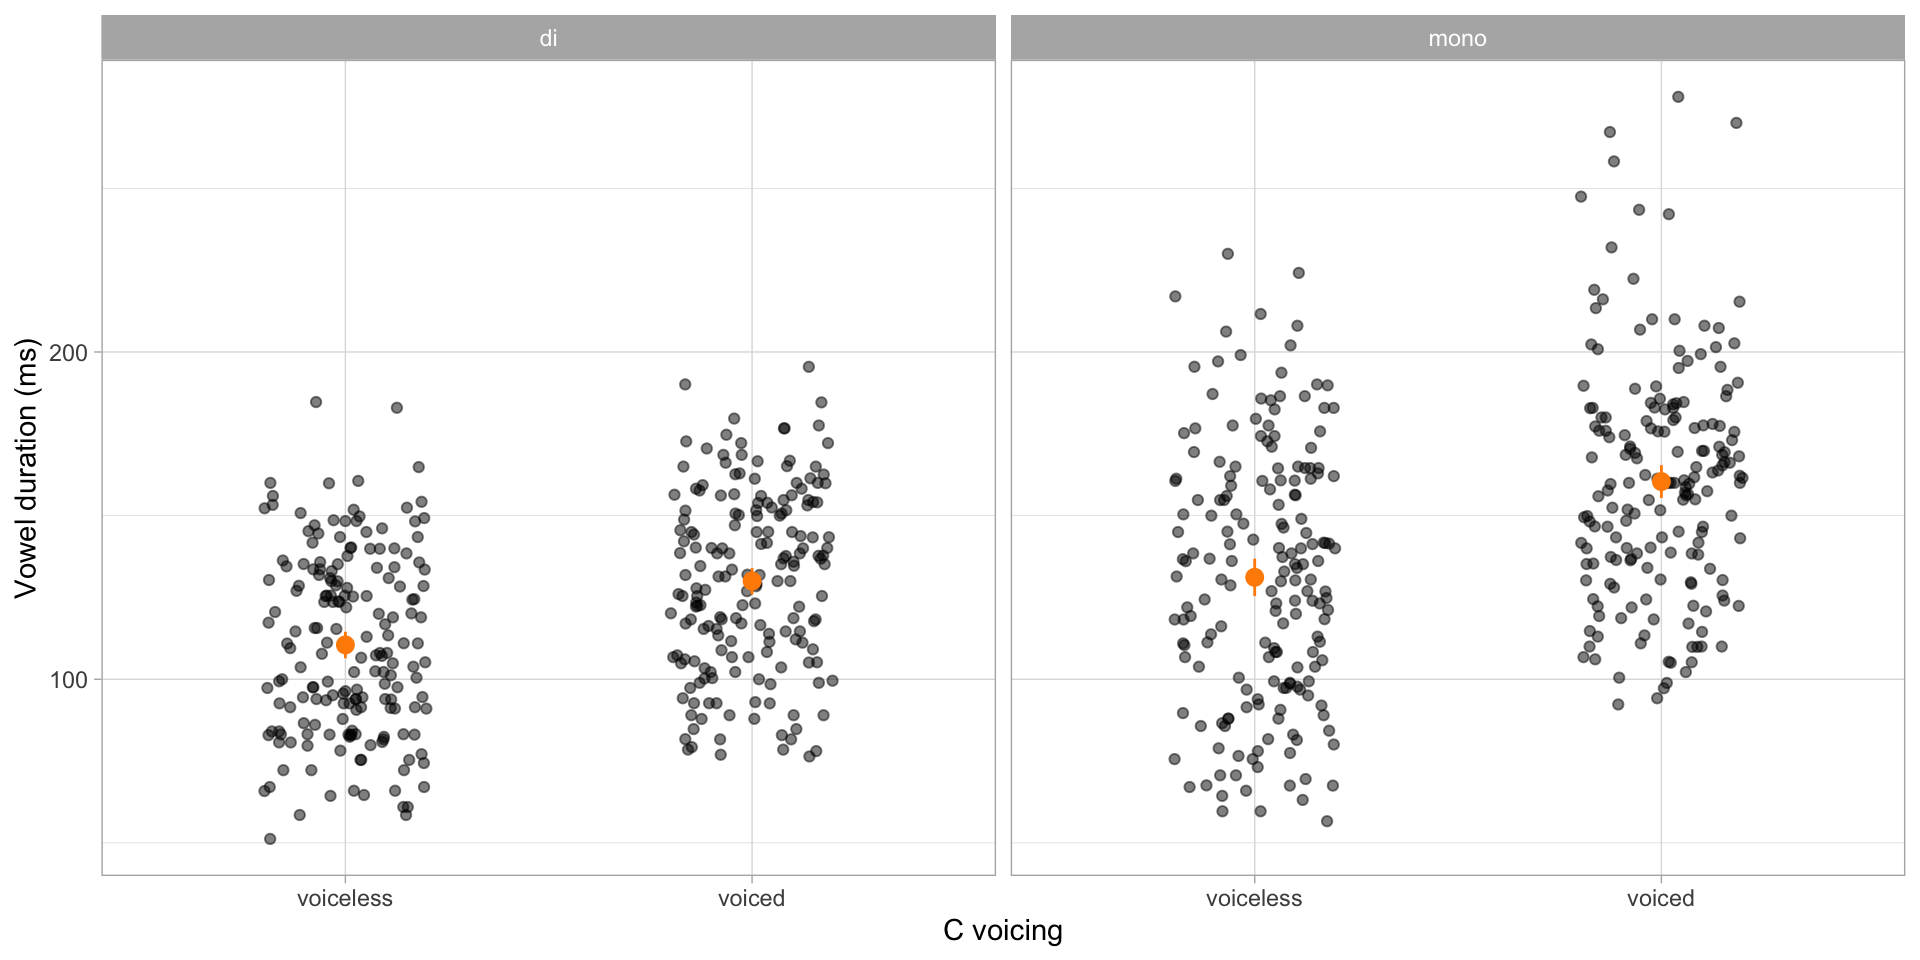 di
mono
Vowel duration (ms)
200
100
voiceless
voiced
voiceless
voiced
C voicing